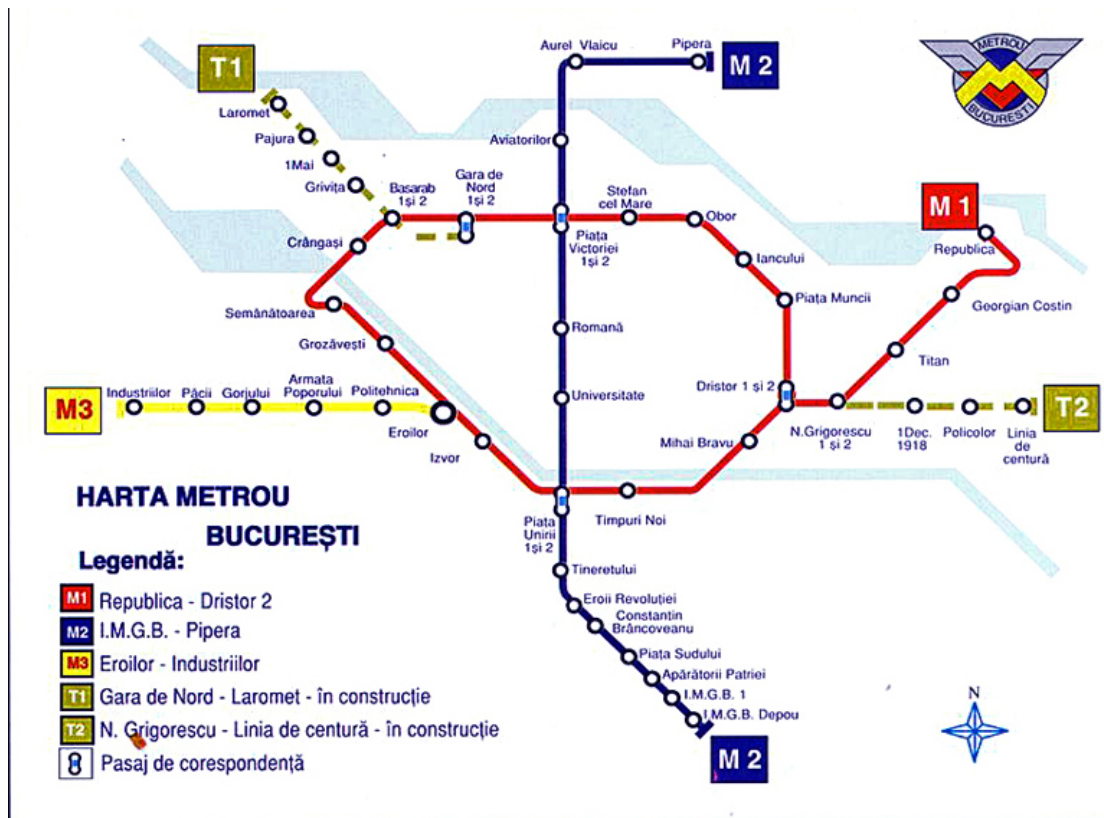 METROU
BUCURESTI
T1
Laromet
Pajura
1Mai
Grivița
Basarab
1și 2
Gara de
Nord
1și 2
Aurel Vlaicu
Pipera
M 2
Aviatorilor
Stefan
cel Mare
Obor
Piața
Victoriei
1și 2
Iancului
Piața Muncii
M 1
Republica
Georgian Costin
Titan
Crângași
Semănătoarea
Grozăvești
Romană
Universitate
Dristor 1 și 2
M3
Industriilor
Păcii
Gorjului
Armata
Poporului
Politehnica
Eroilor
Izvor
Mihai Bravu
N.Grigorescu
1 și 2
1Dec.
1918
Policolor
Linia
de
centură
T2
Piața
Unirii
1și 2
Timpuri Noi
Tineretului
Eroii Revoluției
Constantin
Brâncoveanu
Piața Sudului
Apărătorii Patriei
I.M.G.B. 1
I.M.G.B. Depou
M 2
HARTA METROU
BUCUREȘTI
Legendă:
M1 Republica - Dristor 2
M2 I.M.G.B. - Pipera
M3 Eroilor - Industriilor
T1 Gara de Nord - Laromet - în construcție
T2 N. Grigorescu - Linia de centură - în construcție
Pasaj de corespondență
N